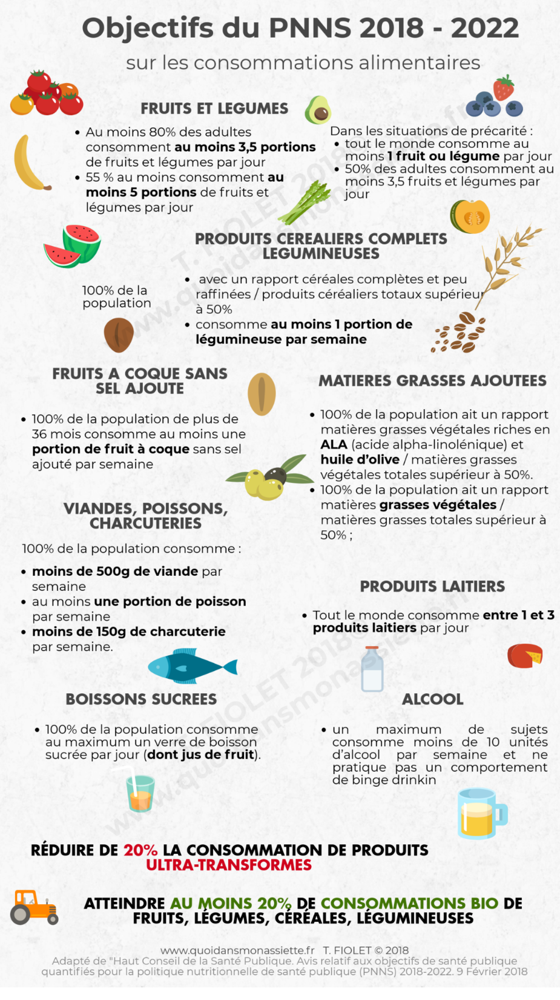 Objectifs du PNNS 2018 - 2022
sur les consommations alimentaires
FRUITS ET LEGUMES
• Au moins 80% des adultes
consomment au moins 3,5 portions
de fruits et légumes par jour
• 55 % au moins consomment au
moins 5 portions de fruits et
légumes par jour
Dans les situations de précarité :
• tout le monde consomme au
moins 1 fruit ou légume par jour
• 50% des adultes consomment au
moins 3,5 fruits et légumes par
jour
T. FIOLET 2018©
www.quoidansmonassiette.fr
PRODUITS CEREALIERS COMPLETS
LEGUMINEUSES
100% de la
population
• avec un rapport céréales complètes et peu
raffinées / produits céréaliers totaux supérieur
à 50%
• consomme au moins 1 portion de
légumineuse par semaine
FRUITS A COQUE SANS
SEL AJOUTE
• 100% de la population de plus de
36 mois consomme au moins une
portion de fruit à coque sans sel
ajouté par semaine
MATIERES GRASSES AJOUTEES
• 100% de la population ait un rapport
matières grasses végétales riches en
ALA (acide alpha-linolénique) et
huile d’olive / matières grasses
végétales totales supérieur à 50%.
• 100% de la population ait un rapport
matières grasses végétales /
matières grasses totales supérieur à
50% ;
VIANDES, POISSONS,
CHARCUTERIES
100% de la population consomme :
• moins de 500g de viande par
semaine
• au moins une portion de poisson
par semaine
• moins de 150g de charcuterie
par semaine.
PRODUITS LAITIERS
• Tout le monde consomme entre 1 et 3
produits laitiers par jour
T. FIOLET 2018©
www.quoidansmonassiette.fr
BOISSONS SUCREES
• 100% de la population consomme
au maximum un verre de boisson
sucrée par jour (dont jus de fruit).
ALCOOL
• un maximum de sujets
consomme moins de 10 unités
d’alcool par semaine et ne
pratique pas un comportement
de binge drinkin
RÉDUIRE DE 20% LA CONSOMMATION DE PRODUITS
ULTRA-TRANSFORMES
ATTEINDRE AU MOINS 20% DE CONSOMMATIONS BIO DE
FRUITS, LÉGUMES, CÉRÉALES, LÉGUMINEUSES
www.quoidansmonassiette.fr T. FIOLET © 2018
Adapté de "Haut Conseil de la Santé Publique. Avis relatif aux objectifs de santé publique
quantifiés pour la politique nutritionnelle de santé publique (PNNS) 2018-2022. 9 Février 2018